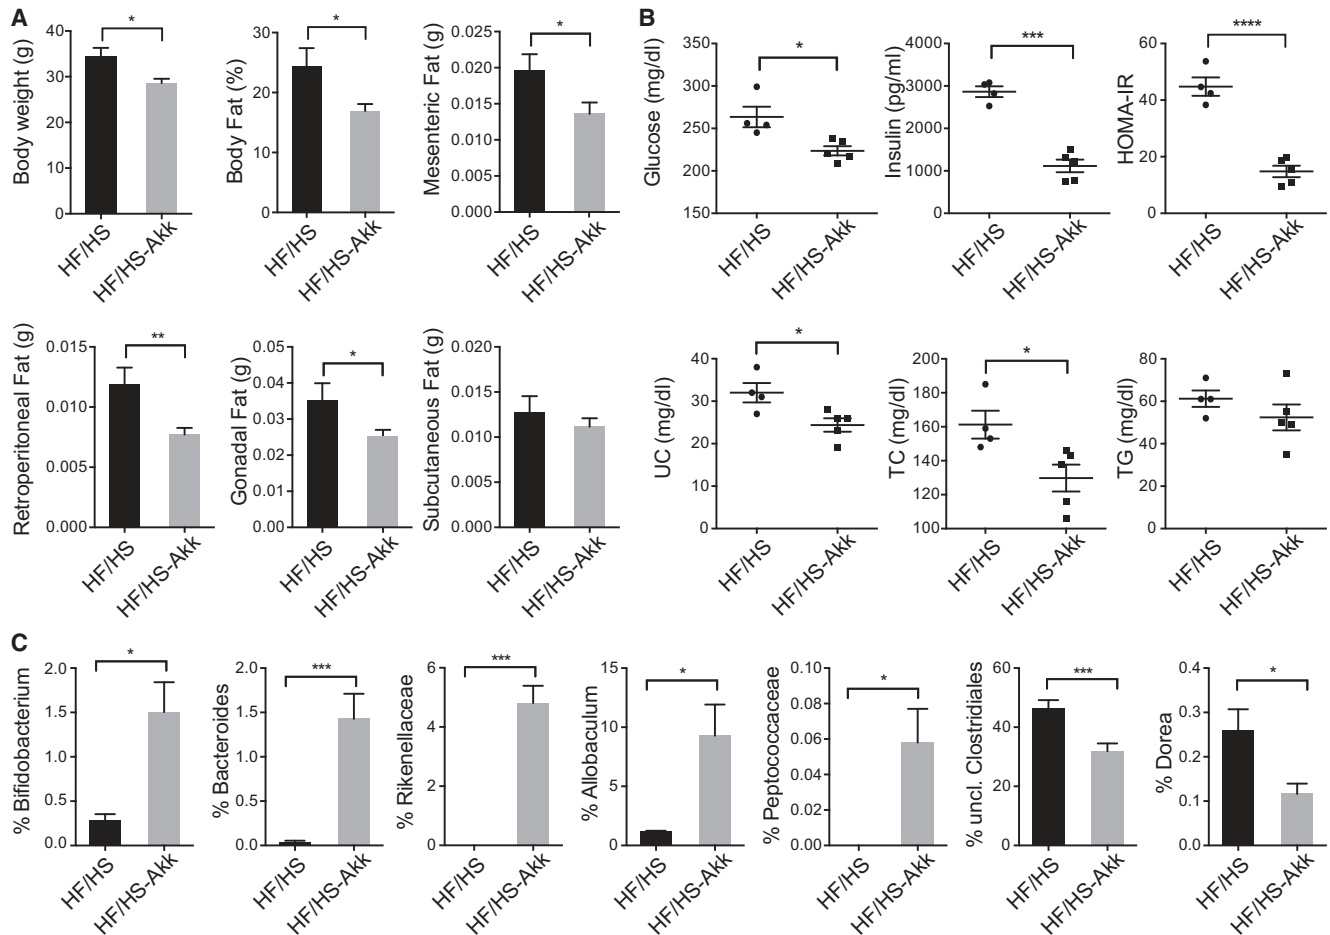 A
Body weight (g)
40
30
20
10
0
*
HF/HS
HF/HS-Akk
Body Fat (%)
30
20
10
0
*
HF/HS
HF/HS-Akk
Mesenteric Fat (g)
0.025
0.020
0.015
0.010
0.005
0.000
*
HF/HS
HF/HS-Akk
Retroperitoneal Fat (g)
0.015
0.010
0.005
0.000
**
HF/HS
HF/HS-Akk
Gonadal Fat (g)
0.05
0.04
0.03
0.02
0.01
0.00
*
HF/HS
HF/HS-Akk
Subcutaneous Fat (g)
0.020
0.015
0.010
0.005
0.000
HF/HS
HF/HS-Akk
B
Glucose (mg/dl)
350
300
250
200
150
*
HF/HS
HF/HS-Akk
Insulin (pg/ml)
4000
3000
2000
1000
0
***
HF/HS
HF/HS-Akk
HOMA-IR
60
40
20
0
****
HF/HS
HF/HS-Akk
UC (mg/dl)
40
30
20
10
0
*
HF/HS
HF/HS-Akk
TC (mg/dl)
200
180
160
140
120
100
*
HF/HS
HF/HS-Akk
TG (mg/dl)
80
60
40
20
0
HF/HS
HF/HS-Akk
C
% Bifidobacterium
2.0
1.5
1.0
0.5
0.0
*
HF/HS
HF/HS-Akk
% Bacteroides
2.0
1.5
1.0
0.5
0.0
***
HF/HS
HF/HS-Akk
% Rikenellaceae
6
4
2
0
***
HF/HS
HF/HS-Akk
% Allobaculum
15
10
5
0
*
HF/HS
HF/HS-Akk
% Peptococcaceae
0.10
0.08
0.06
0.04
0.02
0.00
*
HF/HS
HF/HS-Akk
% uncl. Clostridiales
60
40
20
0
***
HF/HS
HF/HS-Akk
% Dorea
0.4
0.3
0.2
0.1
0.0
*
HF/HS
HF/HS-Akk